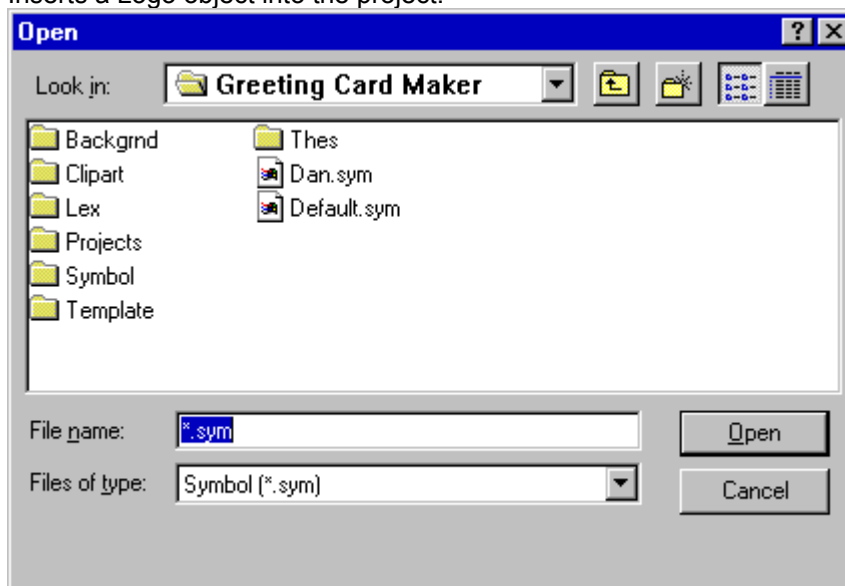 Inserts a Logo object into the project.
Open
Look in: Greeting Card Maker
Backgrnd Thes
Clipart Dan.sym
Lex Default.sym
Projects
Symbol
Template
File name: *.sym Open
Files of type: Symbol (*.sym) Cancel